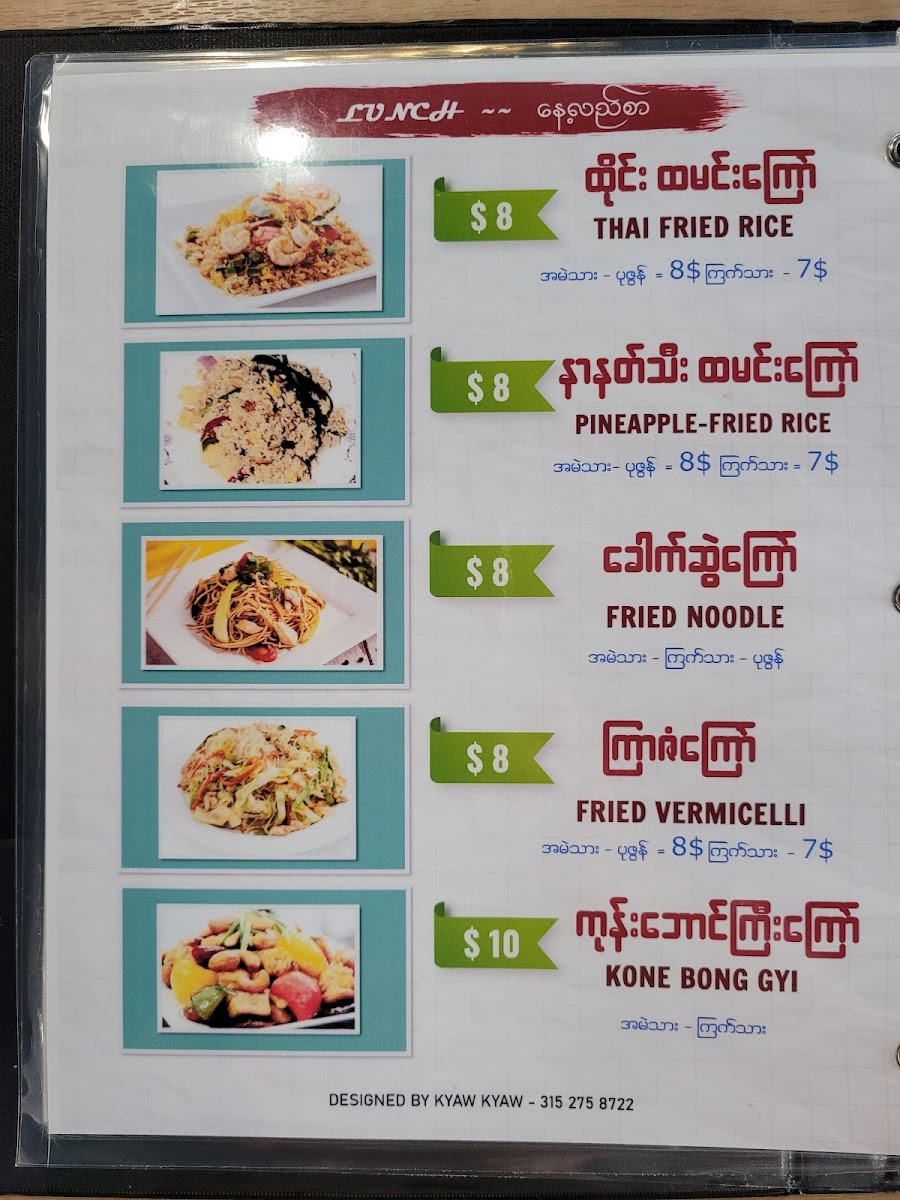 LUNCH ~~ နေ့လည်စာ
$ 8
ထိုင်း ထမင်းကြော်
THAI FRIED RICE
အမဲသား - ပုဇွန် = 8$ ကြက်သား - 7$
$ 8
နာနတ်သီး ထမင်းကြော်
PINEAPPLE-FRIED RICE
အမဲသား- ပုဇွန် = 8$ ကြက်သား = 7$
$ 8
ခေါက်ဆွဲကြော်
FRIED NOODLE
အမဲသား - ကြက်သား - ပုဇွန်
$ 8
ကြာဇံကြော်
FRIED VERMICELLI
အမဲသား - ပုဇွန် = 8$ ကြက်သား - 7$
$ 10
ကုန်းဘောင်ကြီးကြော်
KONE BONG GYI
အမဲသား - ကြက်သား
DESIGNED BY KYAW KYAW - 315 275 8722